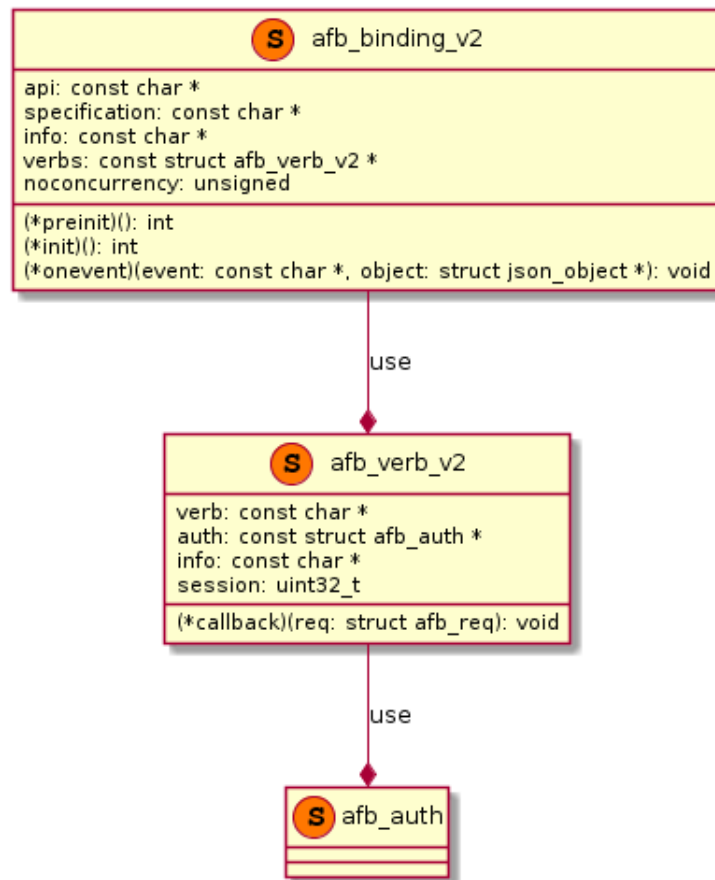 S afb_binding_v2
api: const char *
specification: const char *
info: const char *
verbs: const struct afb_verb_v2 *
noconcurrency: unsigned
(*preinit)(): int
(*init)(): int
(*onevent)(event: const char *, object: struct json_object *): void
use
S afb_verb_v2
verb: const char *
auth: const struct afb_auth *
info: const char *
session: uint32_t
(*callback)(req: struct afb_req): void
use
S afb_auth